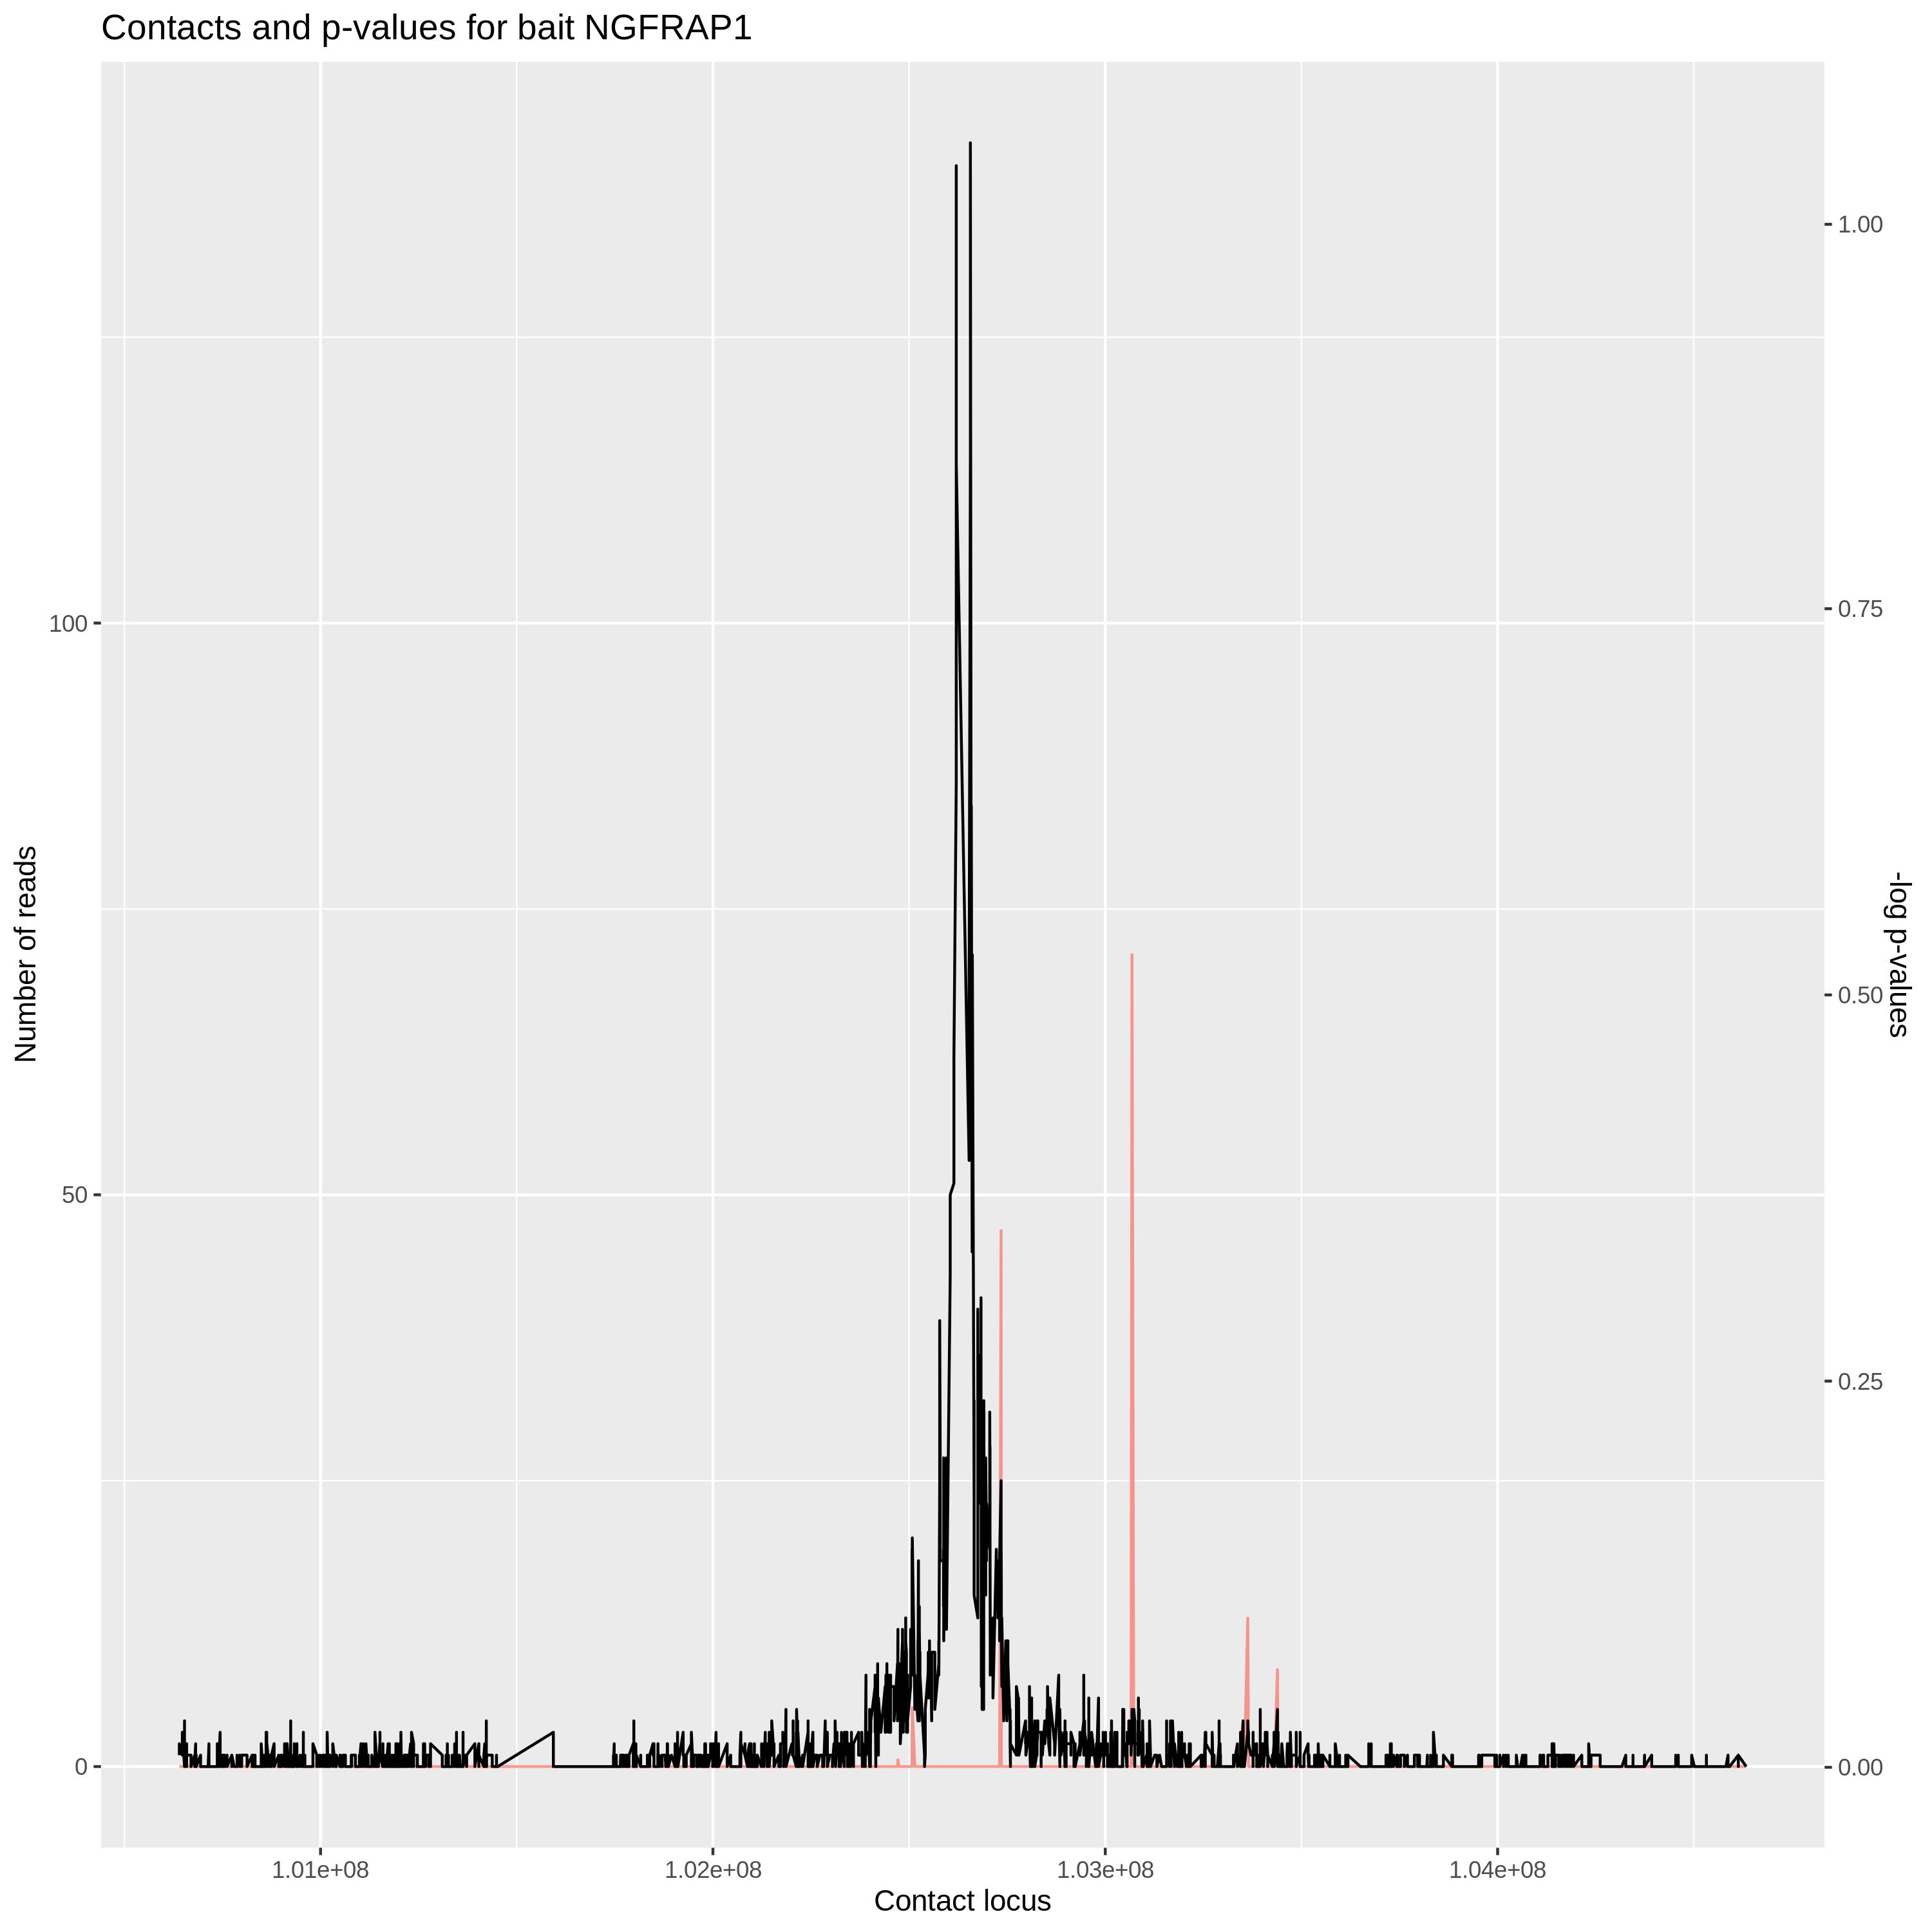 Contacts and p-values for bait NGFRAP1
1.00
0.75
100
0.50
50
0.25
0
0.00
Number of reads
-log p-values
1.01e+08
1.02e+08
1.03e+08
1.04e+08
Contact locus